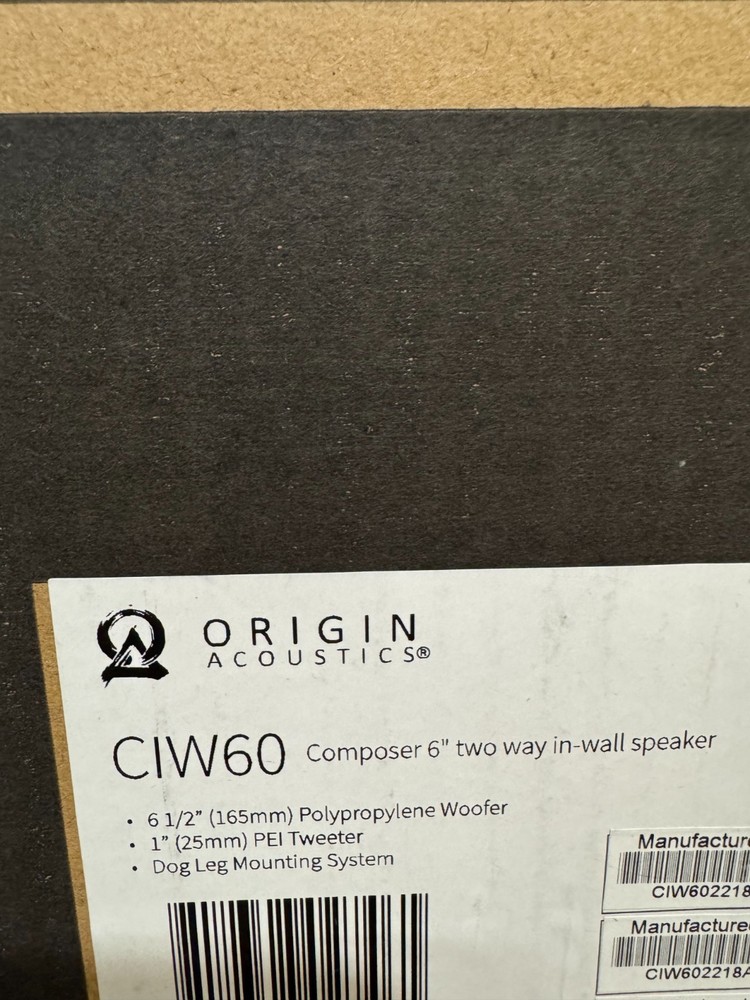 ORIGIN
ACOUSTICS®
CIW60 Composer 6" two way in-wall speaker
• 6 1/2” (165mm) Polypropylene Woofer
• 1” (25mm) PEI Tweeter
• Dog Leg Mounting System
Manufacture
CIW602218
Manufacture
CIW602218A